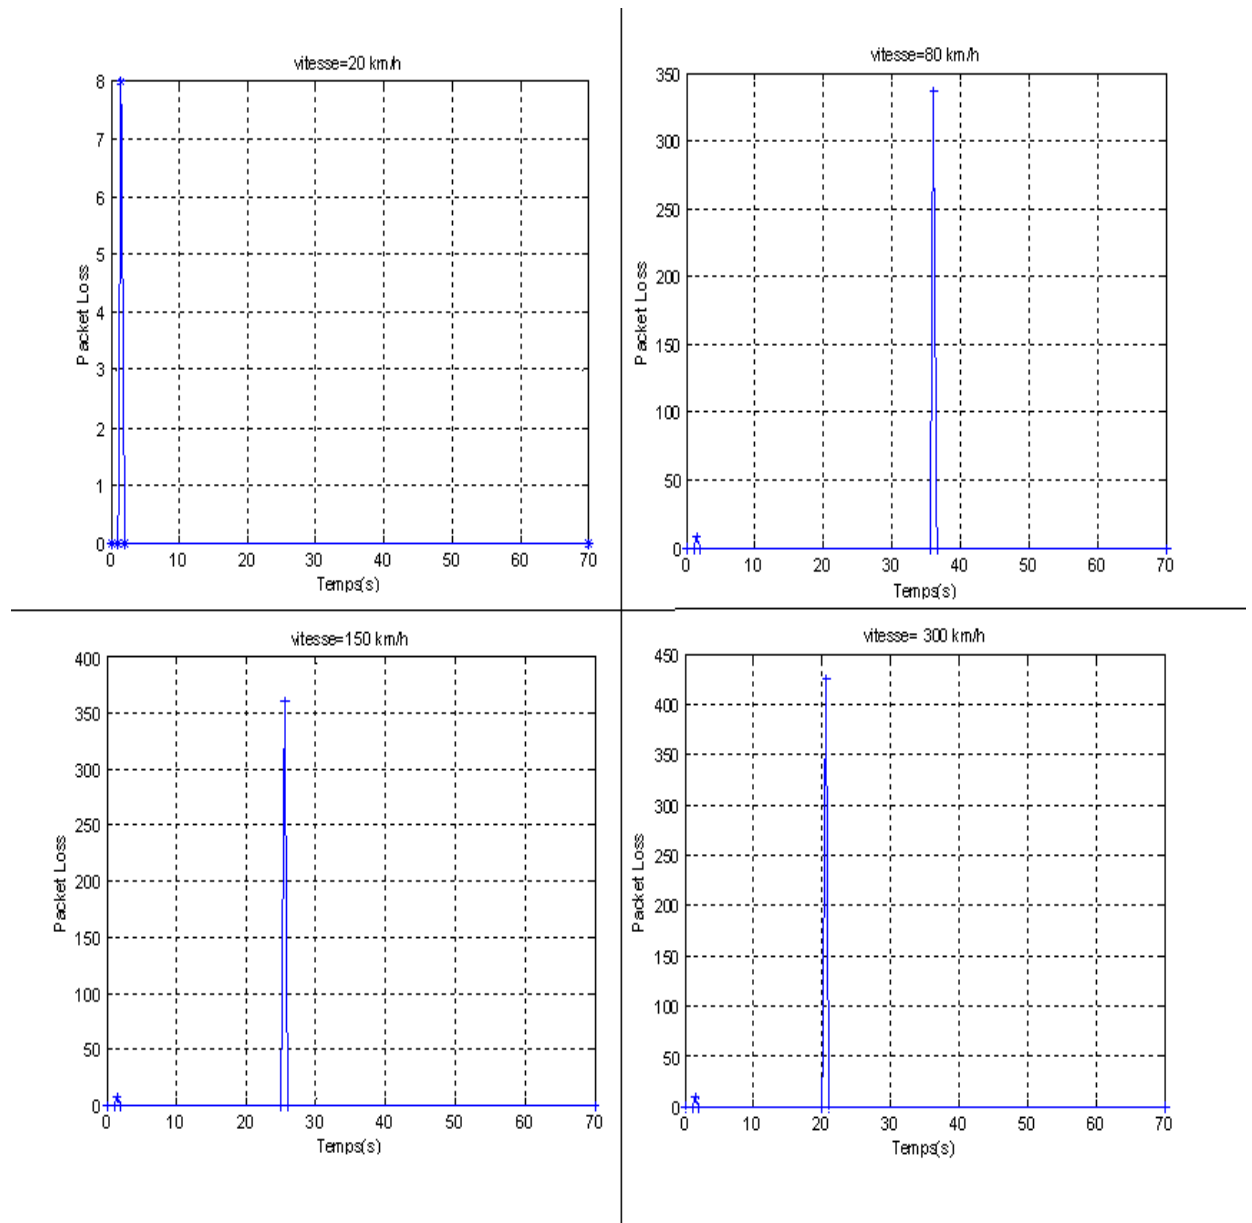 vitesse=20 km/h
8
7
6
5
4
3
2
1
0
Packet Loss
0 10 20 30 40 50 60 70
Temps(s)
vitesse=80 km/h
350
300
250
200
150
100
50
0
Packet Loss
0 10 20 30 40 50 60 70
Temps(s)
vitesse=150 km/h
400
350
300
250
200
150
100
50
0
Packet Loss
0 10 20 30 40 50 60 70
Temps(s)
vitesse= 300 km/h
450
400
350
300
250
200
150
100
50
0
Packet Loss
0 10 20 30 40 50 60 70
Temps(s)